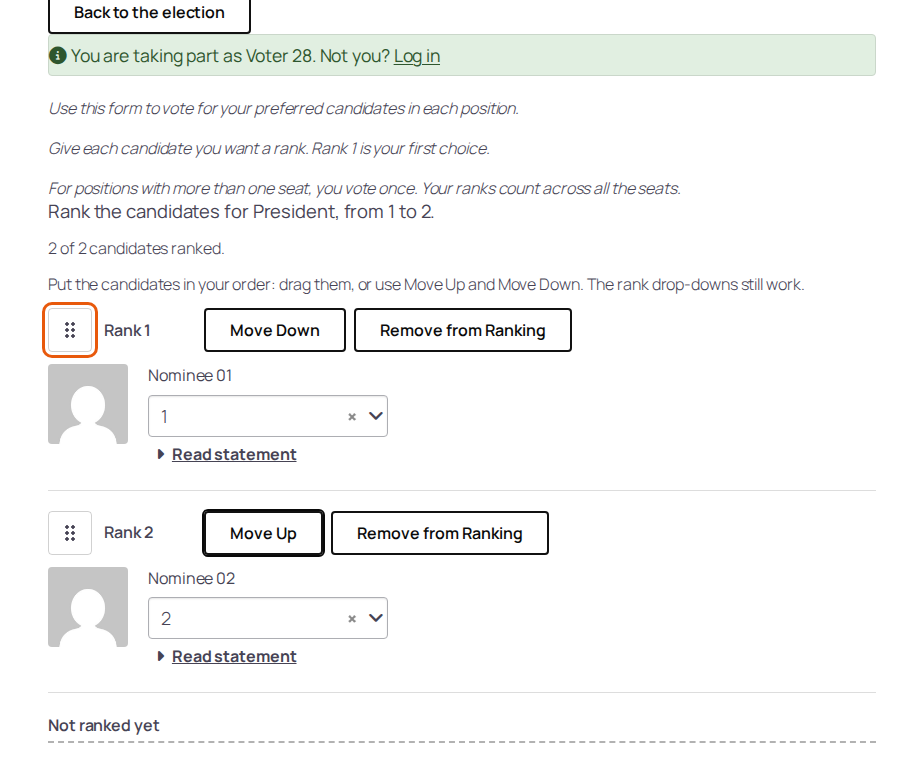 Back to the election
You are taking part as Voter 28. Not you? Log in
Use this form to vote for your preferred candidates in each position.
Give each candidate you want a rank. Rank 1 is your first choice.
For positions with more than one seat, you vote once. Your ranks count across all the seats.
Rank the candidates for President, from 1 to 2.
2 of 2 candidates ranked.
Put the candidates in your order: drag them, or use Move Up and Move Down. The rank drop-downs still work.
Rank 1 Move Down Remove from Ranking
Nominee 01
1 ×
Read statement
Rank 2 Move Up Remove from Ranking
Nominee 02
2 ×
Read statement
Not ranked yet